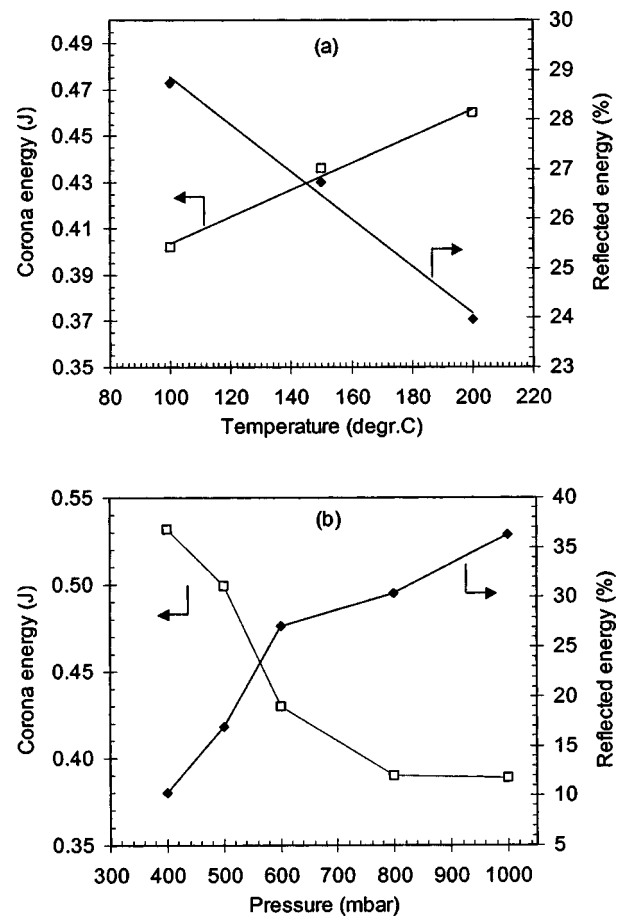 (a)
0.49
0.47
0.45
0.43
0.41
0.39
0.37
0.35
Corona energy (J)
30
29
28
27
26
25
24
23
Reflected energy (%)
80 100 120 140 160 180 200 220
Temperature (degr.C)
(b)
0.55
0.50
0.45
0.40
0.35
Corona energy (J)
40
35
30
25
20
15
10
5
Reflected energy (%)
300 400 500 600 700 800 900 1000
Pressure (mbar)